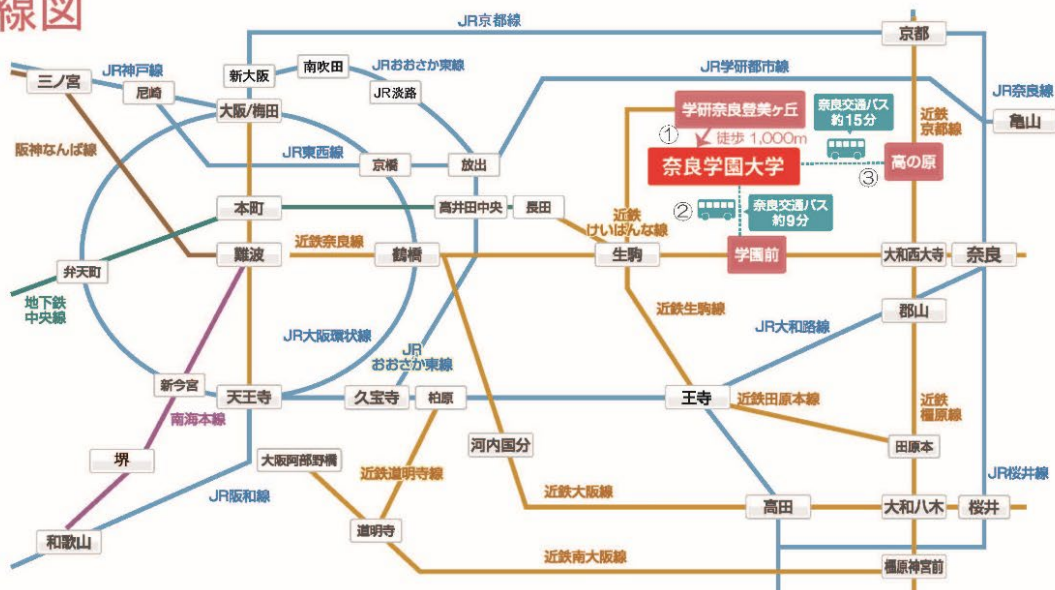 線図
JR京都線
京都
三ノ宮
JR神戸線
尼崎
新大阪
南吹田
JRおおさか東線
JR淡路
JR学研都市線
JR奈良線
亀山
大阪/梅田
学研奈良登美ヶ丘
①
徒歩 1,000m
奈良学園大学
奈良交通バス
約15分
近鉄
京都線
③
高の原
阪神なんば線
JR東西線
京橋
放出
②
奈良交通バス
約9分
本町
高井田中央
長田
近鉄
けいはんな線
弁天町
難波
近鉄奈良線
鶴橋
生駒
学園前
大和西大寺
奈良
地下鉄
中央線
近鉄生駒線
郡山
JR大阪環状線
JR
おおさか東線
JR大和路線
新今宮
天王寺
久宝寺
柏原
王寺
近鉄田原本線
近鉄
橿原線
南海本線
堺
大阪阿部野橋
近鉄道明寺線
河内国分
田原本
JR桜井線
JR阪和線
近鉄大阪線
高田
大和八木
桜井
和歌山
道明寺
近鉄南大阪線
橿原神宮前